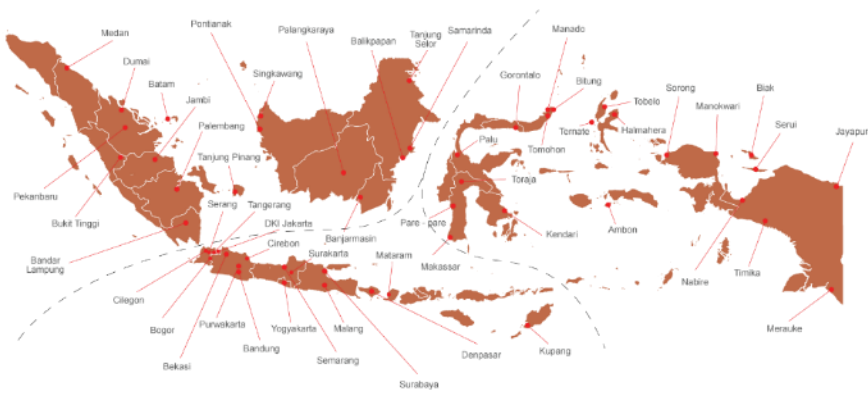 Medan
Dumai
Batam
Jambi
Palembang
Tanjung Pinang
Pekanbaru
Bukit Tinggi
Bandar
Lampung
Pontianak
Singkawang
Palangkaraya
Balikpapan
Tanjung
Selor
Samarinda
Banjarmasin
Serang
Tangerang
DKI Jakarta
Cirebon
Surakarta
Cilegon
Bogor
Bekasi
Purwakarta
Bandung
Yogyakarta
Semarang
Malang
Surabaya
Mataram
Denpasar
Kupang
Manado
Gorontalo
Bitung
Tomohon
Palu
Toraja
Pare - pare
Makassar
Kendari
Ternate
Tobelo
Halmahera
Ambon
Sorong
Manokwari
Biak
Serui
Jayapur
Nabire
Timika
Merauke